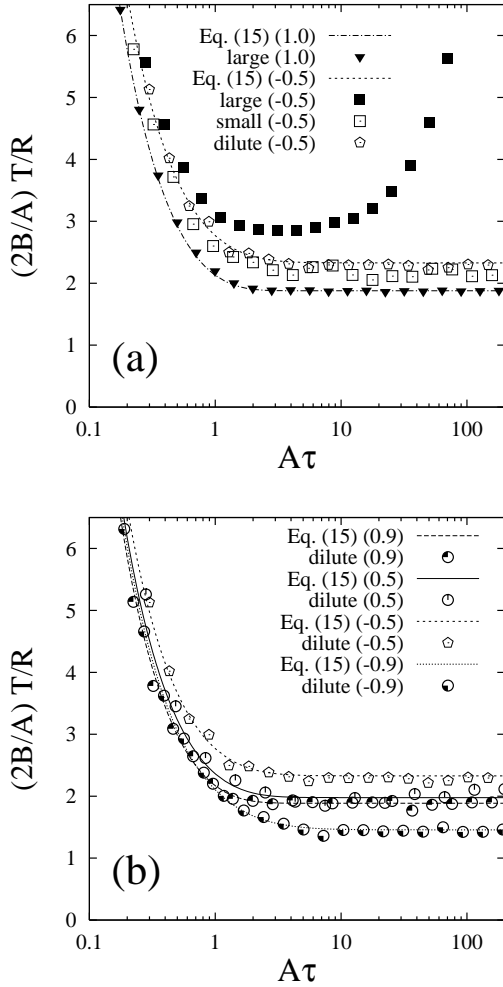 6
5
4
3
2
1
0
(2B/A) T/R
Eq. (15) (1.0)
large (1.0)
Eq. (15) (-0.5)
large (-0.5)
small (-0.5)
dilute (-0.5)
(a)
0.1 1 10 100
Aτ
6
5
4
3
2
1
0
(2B/A) T/R
Eq. (15) (0.9)
dilute (0.9)
Eq. (15) (0.5)
dilute (0.5)
Eq. (15) (-0.5)
dilute (-0.5)
Eq. (15) (-0.9)
dilute (-0.9)
(b)
0.1 1 10 100
Aτ